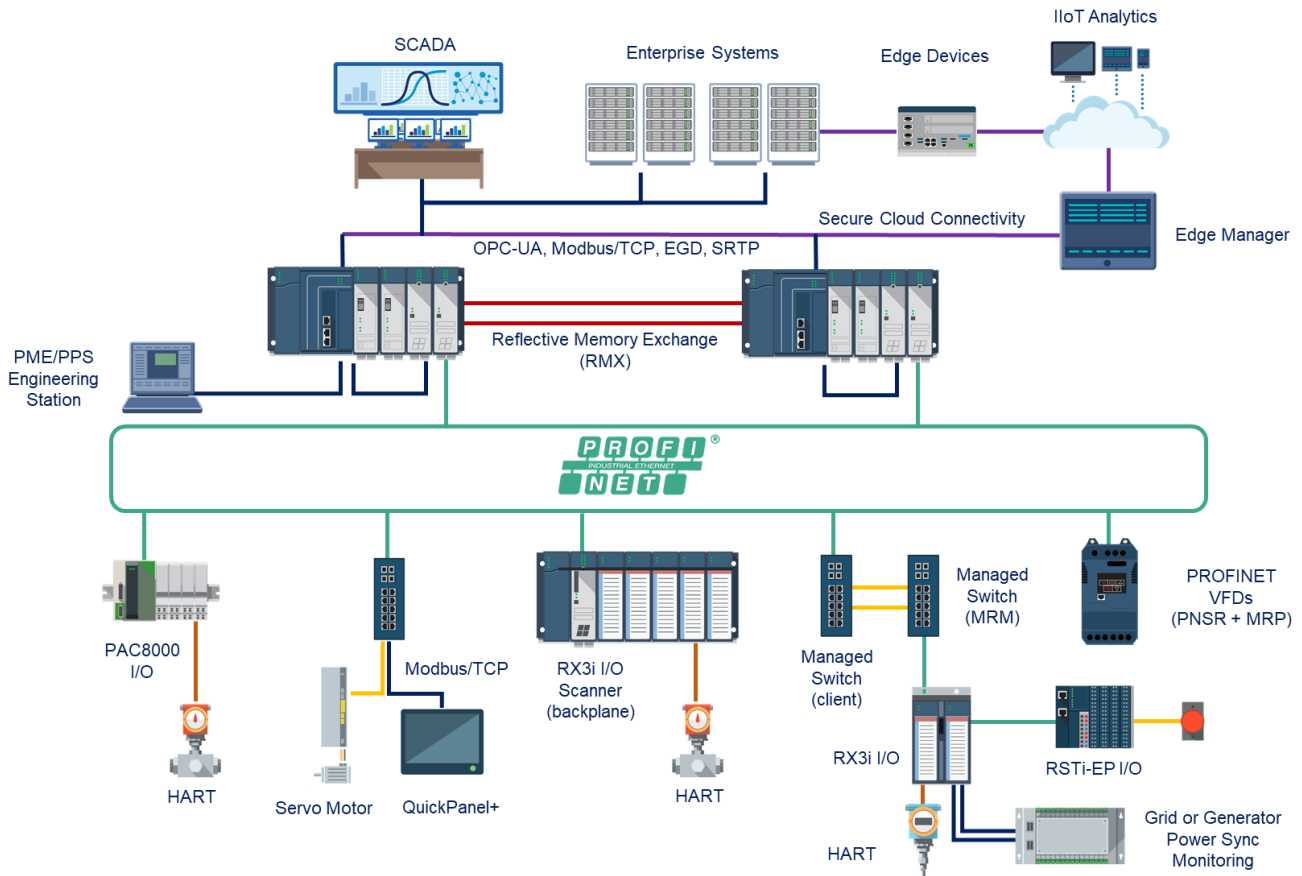 IIoT Analytics
SCADA
Enterprise Systems
Edge Devices
Secure Cloud Connectivity
Edge Manager
OPC-UA, Modbus/TCP, EGD, SRTP
Reflective Memory Exchange
(RMX)
PME/PPS
Engineering
Station
PROFI
®
INDUSTRIAL ETHERNET
NET
PAC8000
I/O
Modbus/TCP
RX3i I/O
Scanner
(backplane)
Managed
Switch
(MRM)
Managed
Switch
(client)
PROFINET
VFDs
(PNSR + MRP)
HART
Servo Motor
QuickPanel+
HART
RX3i I/O
RSTi-EP I/O
HART
Grid or Generator
Power Sync
Monitoring